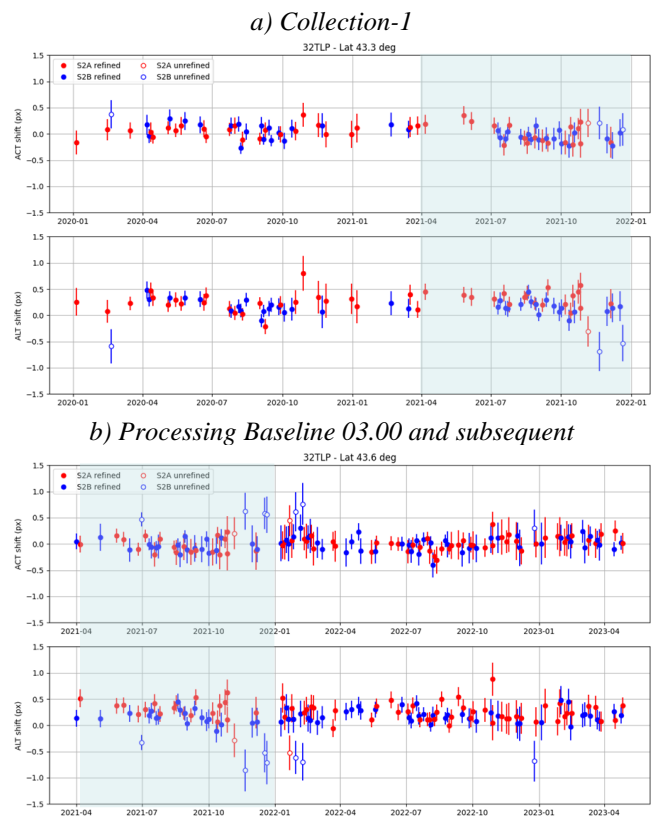 a) Collection-1
32TLP - Lat 43.3 deg
S2A refined S2A unrefined
S2B refined S2B unrefined
ACT shift (px)
1.5
1.0
0.5
0.0
−0.5
−1.0
−1.5
2020-01 2020-04 2020-07 2020-10 2021-01 2021-04 2021-07 2021-10 2022-01
ALT shift (px)
1.5
1.0
0.5
0.0
−0.5
−1.0
−1.5
2020-01 2020-04 2020-07 2020-10 2021-01 2021-04 2021-07 2021-10 2022-01
b) Processing Baseline 03.00 and subsequent
32TLP - Lat 43.6 deg
S2A refined S2A unrefined
S2B refined S2B unrefined
ACT shift (px)
1.5
1.0
0.5
0.0
−0.5
−1.0
−1.5
2021-04 2021-07 2021-10 2022-01 2022-04 2022-07 2022-10 2023-01 2023-04
ALT shift (px)
1.5
1.0
0.5
0.0
−0.5
−1.0
−1.5
2021-04 2021-07 2021-10 2022-01 2022-04 2022-07 2022-10 2023-01 2023-04